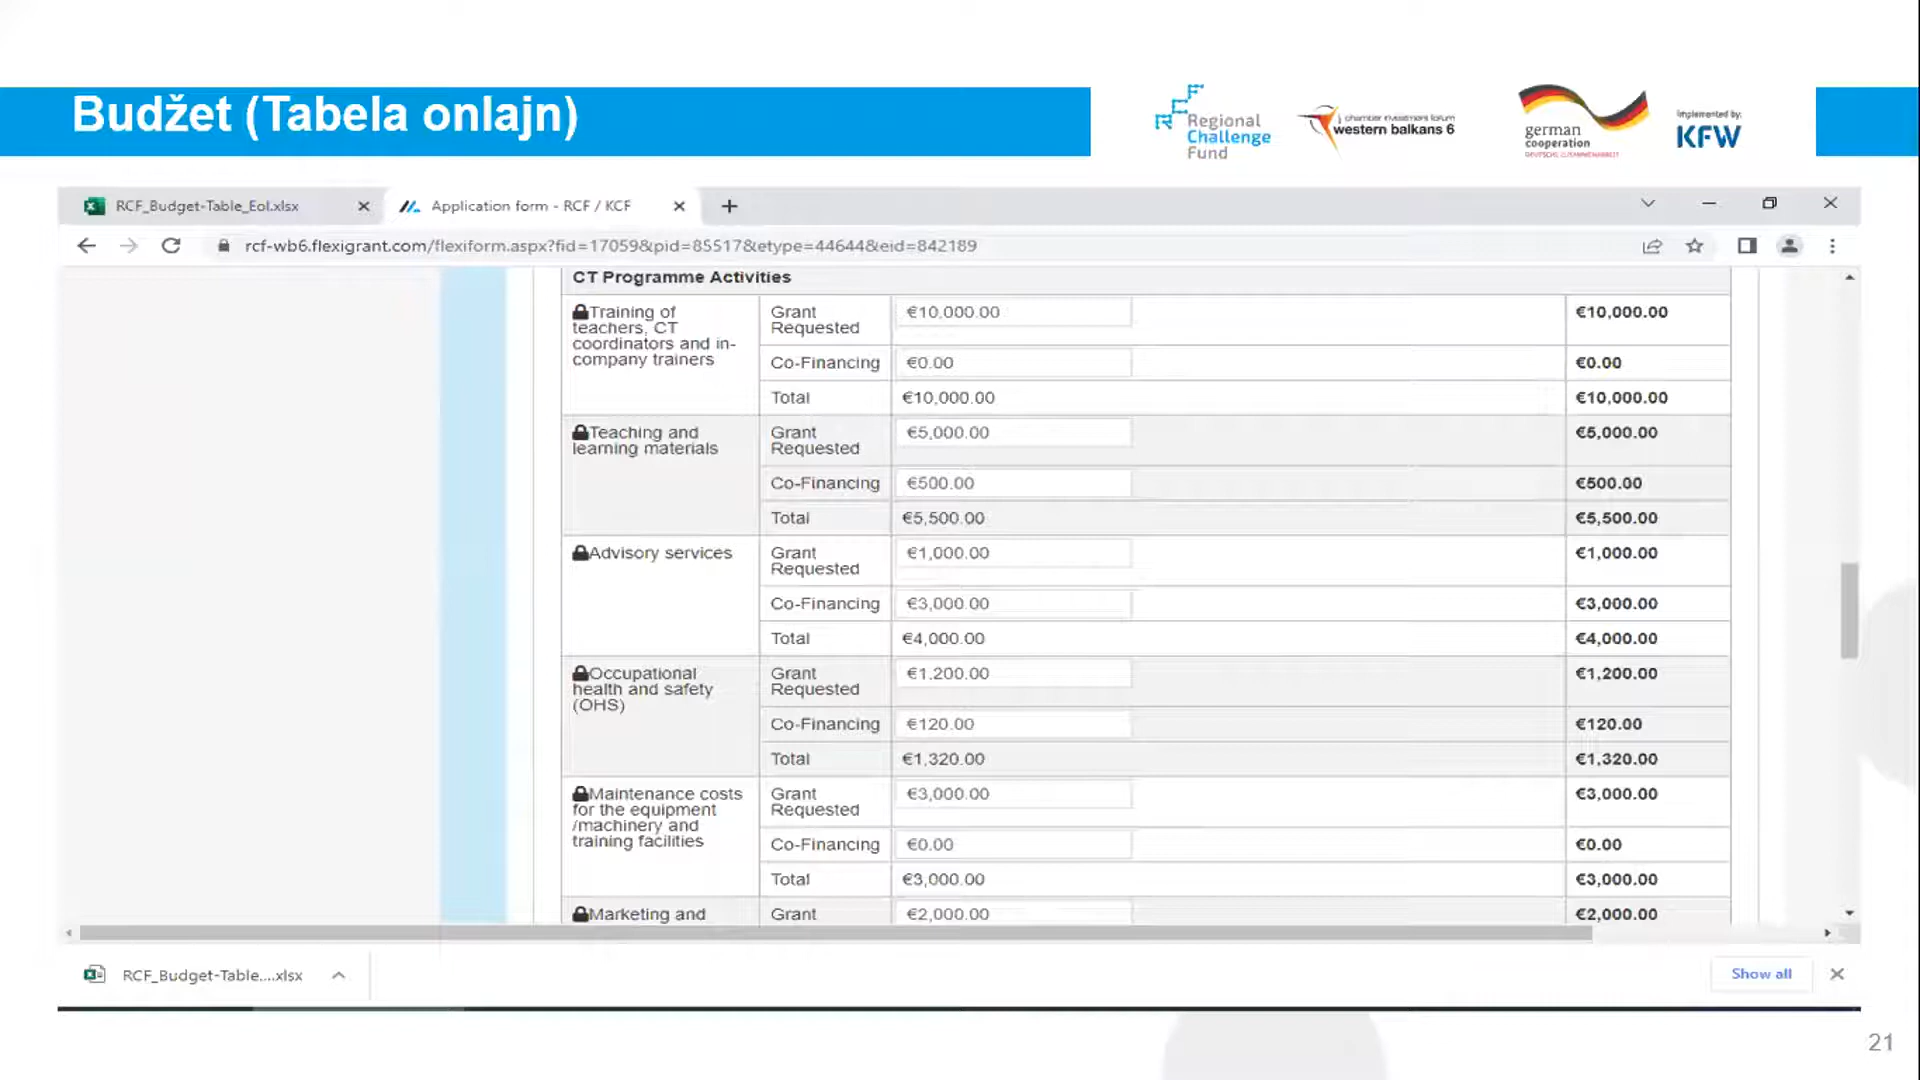 Budžet (Tabela onlajn)
Regional
Challenge
Fund
chamber investment forum
western balkans 6
german
cooperation
DEUTSCHE ZUSAMMENARBEIT
Implemented by:
KFW
RCF_Budget-Table_EoI.xlsx
Application form - RCF / KCF
rcf-wb6.flexigrant.com/flexiform.aspx?fid=17059&pid=85517&etype=44644&eid=842189
CT Programme Activities
Training of
teachers, CT
coordinators and in-
company trainers
Grant
Requested
€10,000.00
€10,000.00
Co-Financing
€0.00
€0.00
Total
€10,000.00
€10,000.00
Teaching and
learning materials
Grant
Requested
€5,000.00
€5,000.00
Co-Financing
€500.00
€500.00
Total
€5,500.00
€5,500.00
Advisory services
Grant
Requested
€1,000.00
€1,000.00
Co-Financing
€3,000.00
€3,000.00
Total
€4,000.00
€4,000.00
Occupational
health and safety
(OHS)
Grant
Requested
€1.200.00
€1,200.00
Co-Financing
€120.00
€120.00
Total
€1,320.00
€1,320.00
Maintenance costs
for the equipment
/machinery and
training facilities
Grant
Requested
€3,000.00
€3,000.00
Co-Financing
€0.00
€0.00
Total
€3,000.00
€3,000.00
Marketing and
Grant
€2,000.00
€2,000.00
RCF_Budget-Table....xlsx
Show all
21